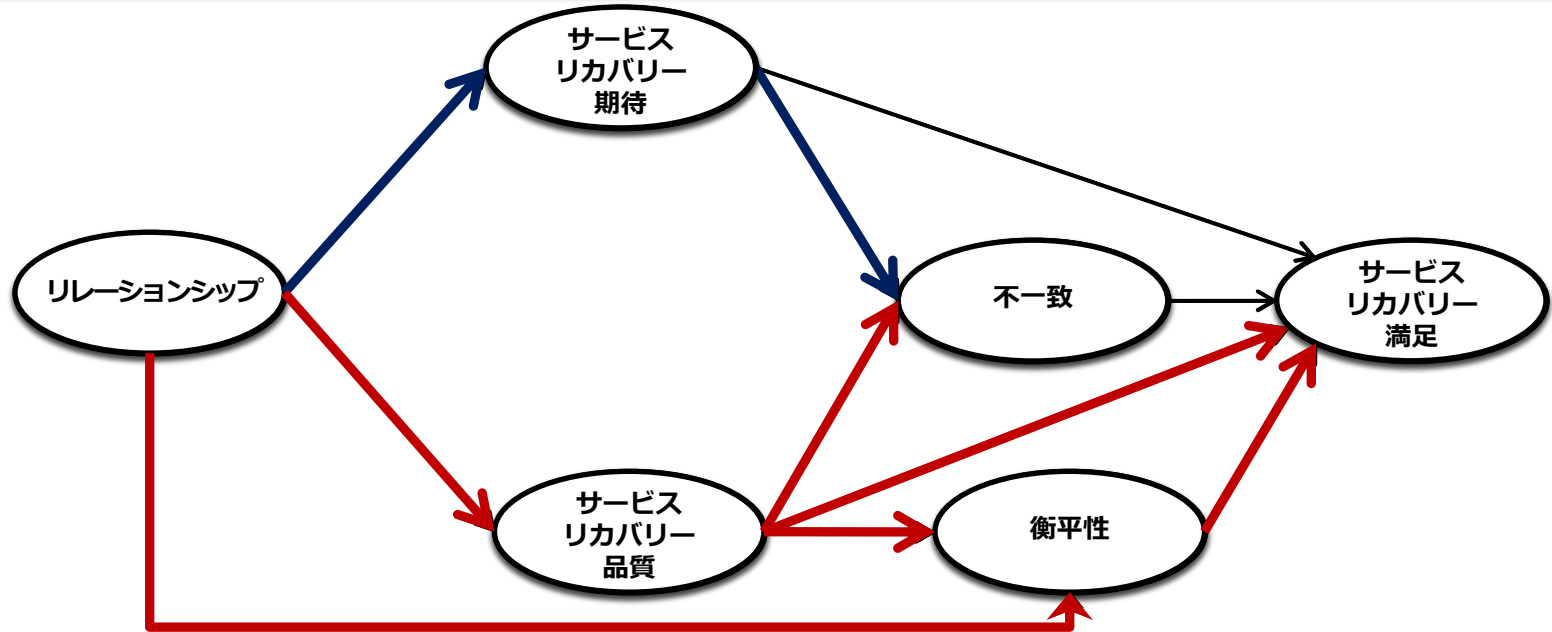 サービス
リカバリー
期待
リレーションシップ
不一致
サービス
リカバリー
満足
サービス
リカバリー
品質
衡平性